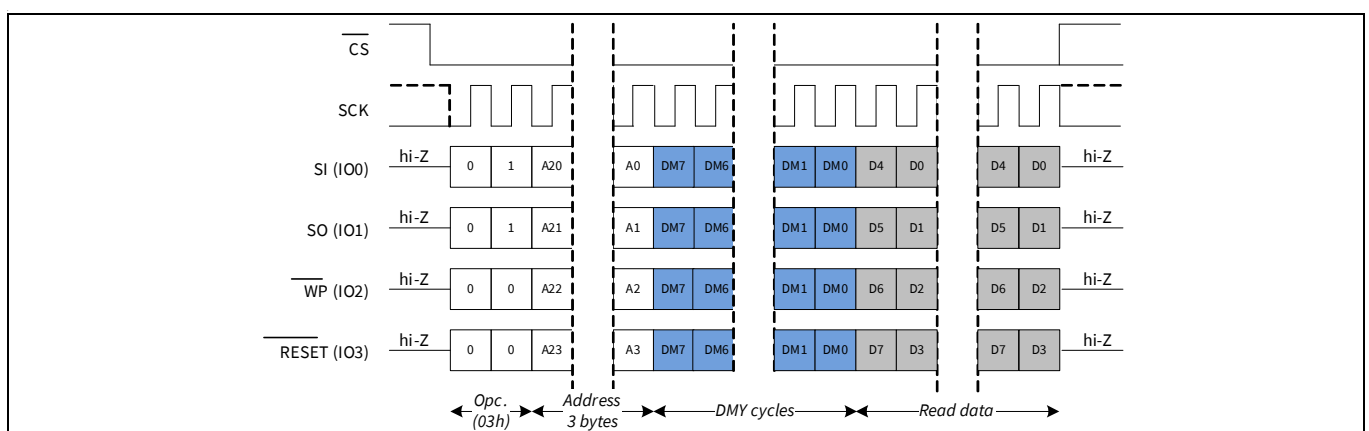 CS
SCK
SI (IO0) hi-Z 0 1 A20 A0 DM7 DM6 DM1 DM0 D4 D0 D4 D0 hi-Z
SO (IO1) hi-Z 0 1 A21 A1 DM7 DM6 DM1 DM0 D5 D1 D5 D1 hi-Z
WP (IO2) hi-Z 0 0 A22 A2 DM7 DM6 DM1 DM0 D6 D2 D6 D2 hi-Z
RESET (IO3) hi-Z 0 0 A23 A3 DM7 DM6 DM1 DM0 D7 D3 D7 D3 hi-Z
Opc. Address DMY cycles Read data
(03h) 3 bytes